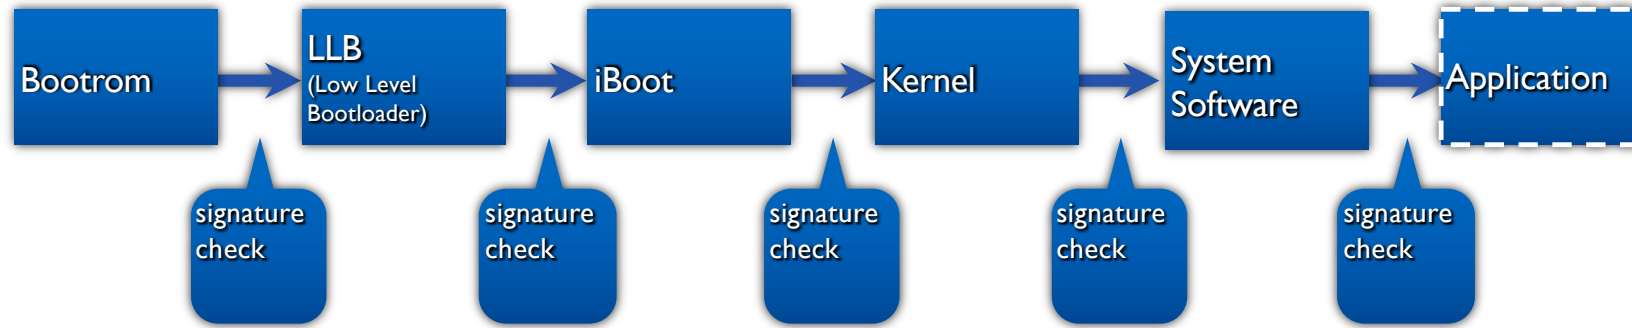 Bootrom
LLB
(Low Level
Bootloader)
iBoot
Kernel
System
Software
Application
signature
check
signature
check
signature
check
signature
check
signature
check